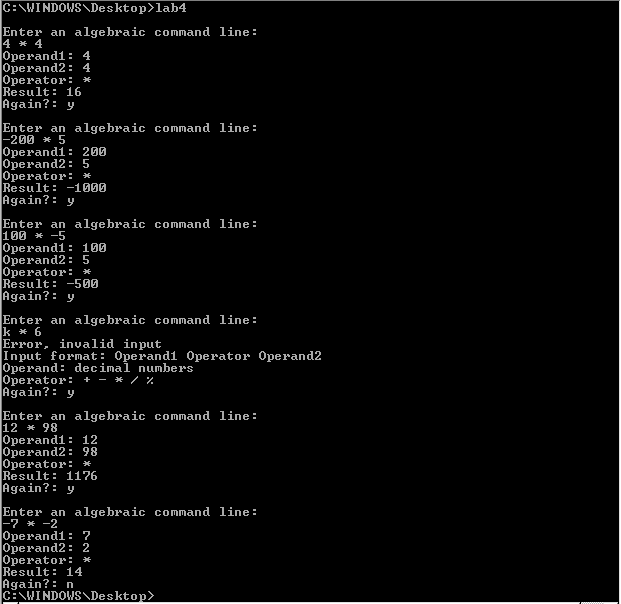 C:\WINDOWS\Desktop>lab4
Enter an algebraic command line:
4 * 4
Operand1: 4
Operand2: 4
Operator: *
Result: 16
Again?: y
Enter an algebraic command line:
-200 * 5
Operand1: 200
Operand2: 5
Operator: *
Result: -1000
Again?: y
Enter an algebraic command line:
100 * -5
Operand1: 100
Operand2: 5
Operator: *
Result: -500
Again?: y
Enter an algebraic command line:
k * 6
Error, invalid input
Input format: Operand1 Operator Operand2
Operand: decimal numbers
Operator: + - * / %
Again?: y
Enter an algebraic command line:
12 * 98
Operand1: 12
Operand2: 98
Operator: *
Result: 1176
Again?: y
Enter an algebraic command line:
-7 * -2
Operand1: 7
Operand2: 2
Operator: *
Result: 14
Again?: n
C:\WINDOWS\Desktop>